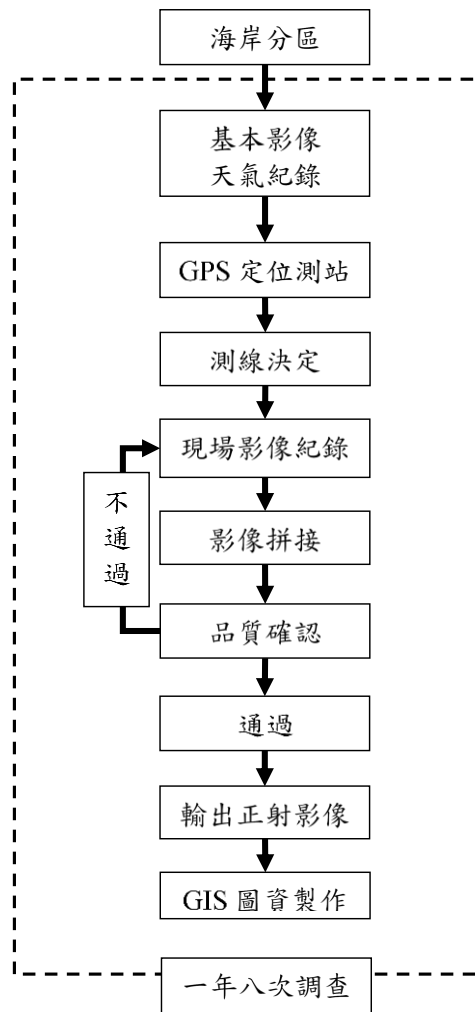 海岸分區
基本影像
天氣紀錄
GPS 定位測站
測線決定
現場影像紀錄
不
通
過
影像拼接
品質確認
通過
輸出正射影像
GIS 圖資製作
一年八次調查